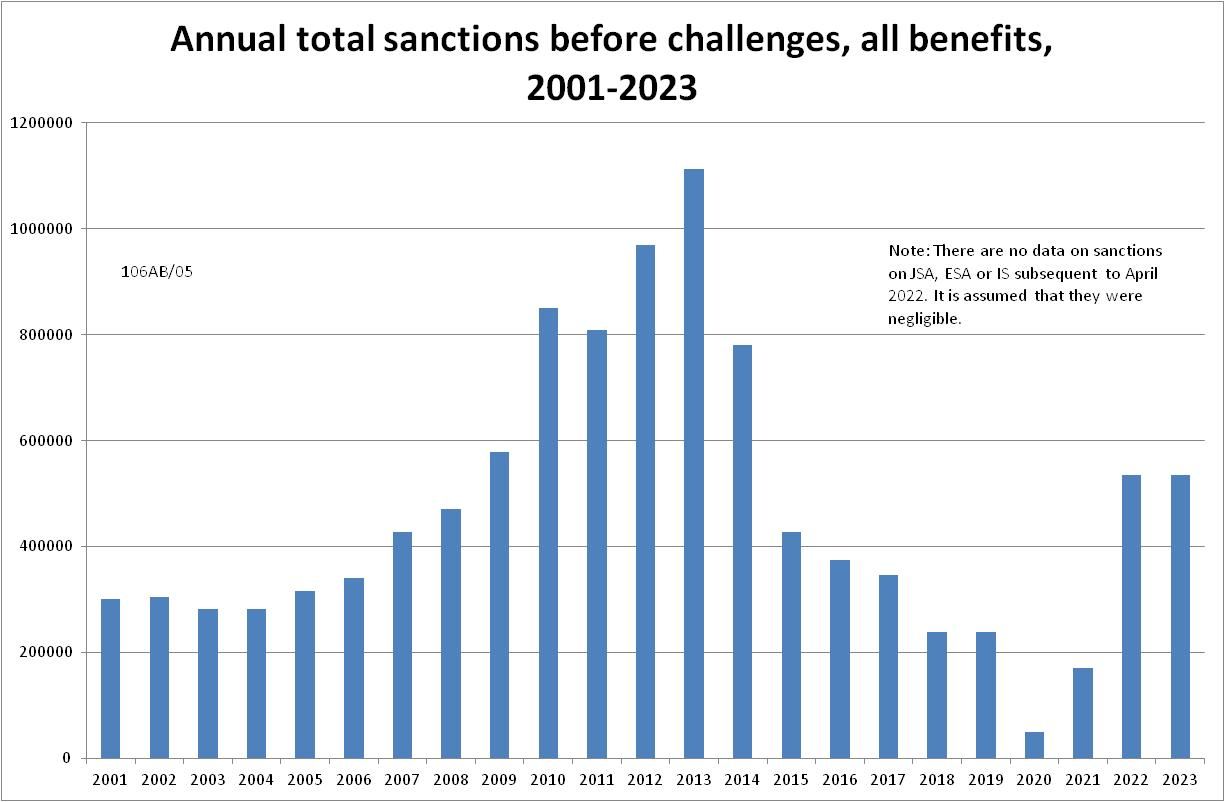 Annual total sanctions before challenges, all benefits,
2001-2023
1200000
1000000
800000
600000
400000
200000
0
106AB/05
Note: There are no data on sanctions
on JSA, ESA or IS subsequent to April
2022. It is assumed that they were
negligible.
2001 2002 2003 2004 2005 2006 2007 2008 2009 2010 2011 2012 2013 2014 2015 2016 2017 2018 2019 2020 2021 2022 2023